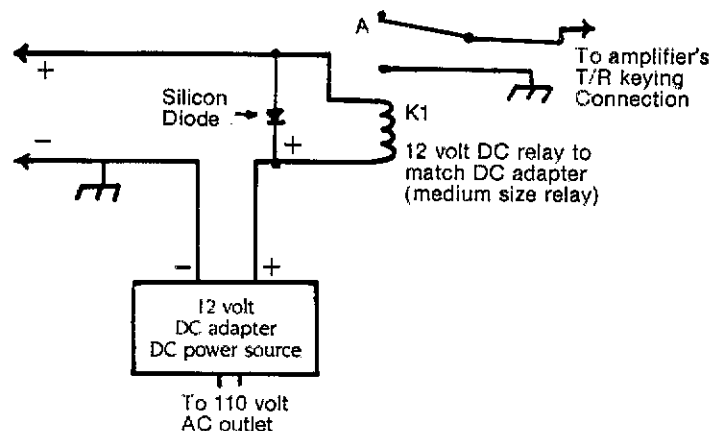 A
To amplifier's
T/R keying
Connection
+
Silicon
Diode
K1
+
−
12 volt DC relay to
match DC adapter
(medium size relay)
− +
12 volt
DC adapter
DC power source
To 110 volt
AC outlet